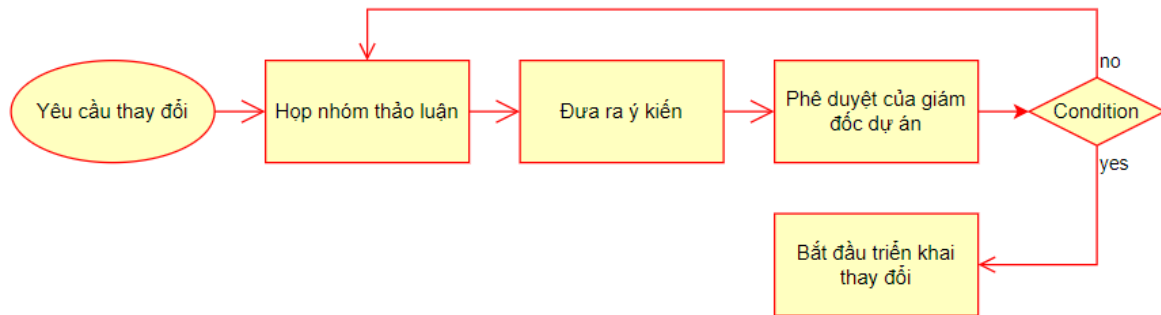 no
Yêu cầu thay đổi
Họp nhóm thảo luận
Đưa ra ý kiến
Phê duyệt của giám
đốc dự án
Condition
yes
Bắt đầu triển khai
thay đổi